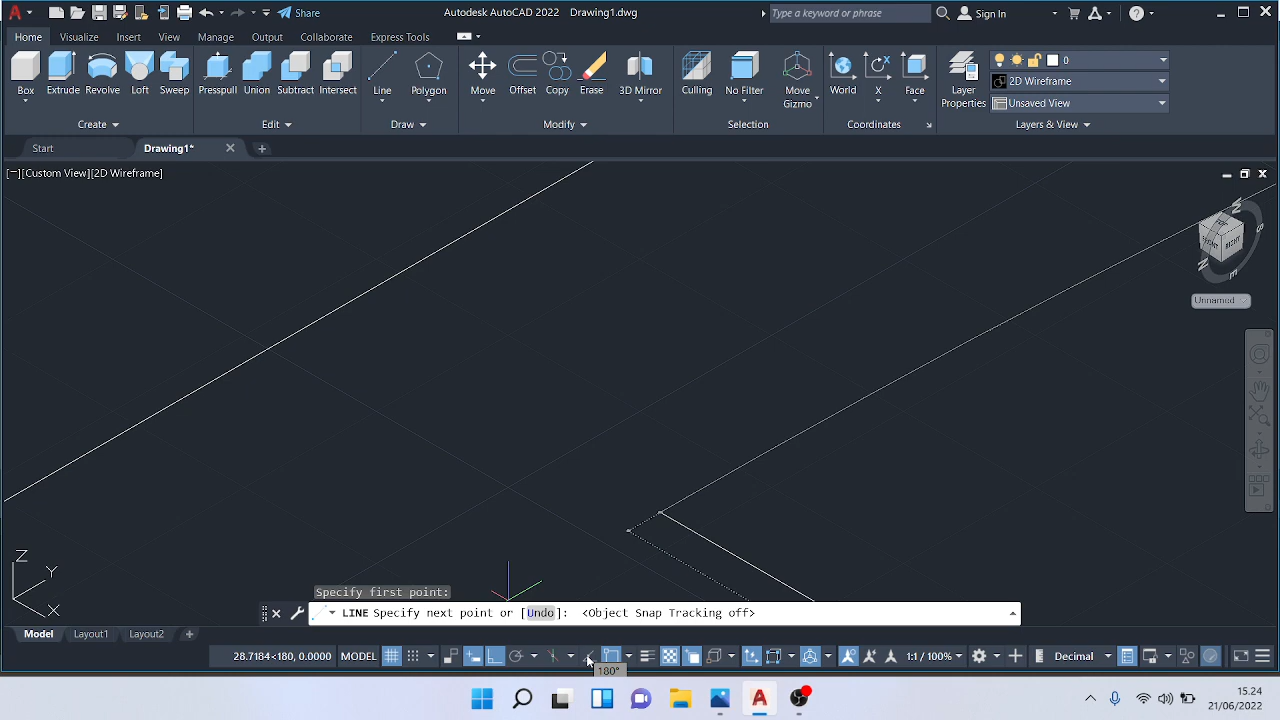 Share
Autodesk AutoCAD 2022 Drawing1.dwg
Type a keyword or phrase
Sign In
Home
Visualize
Insert
View
Manage
Output
Collaborate
Express Tools
Box
Extrude
Revolve
Loft
Sweep
Presspull
Union
Subtract
Intersect
Line
Polygon
Move
Offset
Copy
Erase
3D Mirror
Move
Gizmo
Culling
No Filter
World
X
Face
Layer
Properties
0
2D Wireframe
Unsaved View
Create
Edit
Draw
Modify
Selection
Coordinates
Layers & View
Start
Drawing1*
[−][Custom View][2D Wireframe]
Unnamed
Z
Y
X
Specify first point:
LINE Specify next point or [Undo]: <Object Snap Tracking off>
Model
Layout1
Layout2
28.7184<180, 0.0000
MODEL
1:1 / 100%
Decimal
180°
15.24
21/06/2022